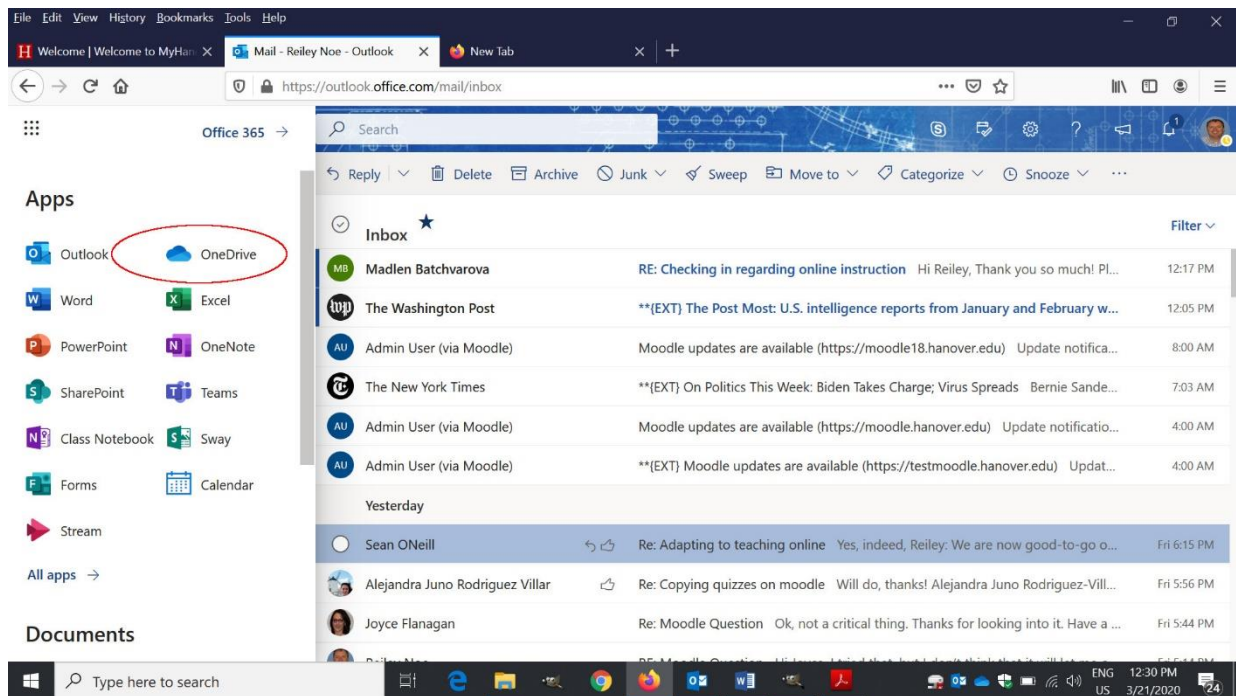 File Edit View History Bookmarks Tools Help
H Welcome | Welcome to MyHan
Mail - Reiley Noe - Outlook
New Tab
https://outlook.office.com/mail/inbox
Office 365 →
Search
1
Reply Delete Archive Junk Sweep Move to Categorize Snooze ...
Apps
Inbox Filter
Outlook OneDrive
Word Excel
PowerPoint OneNote
SharePoint Teams
Class Notebook Sway
Forms Calendar
Stream
All apps →
Documents
MB Madlen Batchvarova RE: Checking in regarding online instruction Hi Reiley, Thank you so much! Pl... 12:17 PM
wp The Washington Post **{EXT} The Post Most: U.S. intelligence reports from January and February w... 12:05 PM
AU Admin User (via Moodle) Moodle updates are available (https://moodle18.hanover.edu) Update notifica... 8:00 AM
The New York Times **{EXT} On Politics This Week: Biden Takes Charge; Virus Spreads Bernie Sande... 7:03 AM
AU Admin User (via Moodle) Moodle updates are available (https://moodle.hanover.edu) Update notificatio... 4:00 AM
AU Admin User (via Moodle) **{EXT} Moodle updates are available (https://testmoodle.hanover.edu) Updat... 4:00 AM
Yesterday
Sean ONeill Re: Adapting to teaching online Yes, indeed, Reiley: We are now good-to-go o... Fri 6:15 PM
Alejandra Juno Rodriguez Villar Re: Copying quizzes on moodle Will do, thanks! Alejandra Juno Rodriguez-Vill... Fri 5:56 PM
Joyce Flanagan Re: Moodle Question Ok, not a critical thing. Thanks for looking into it. Have a ... Fri 5:44 PM
Type here to search
ENG 12:30 PM
US 3/21/2020
24